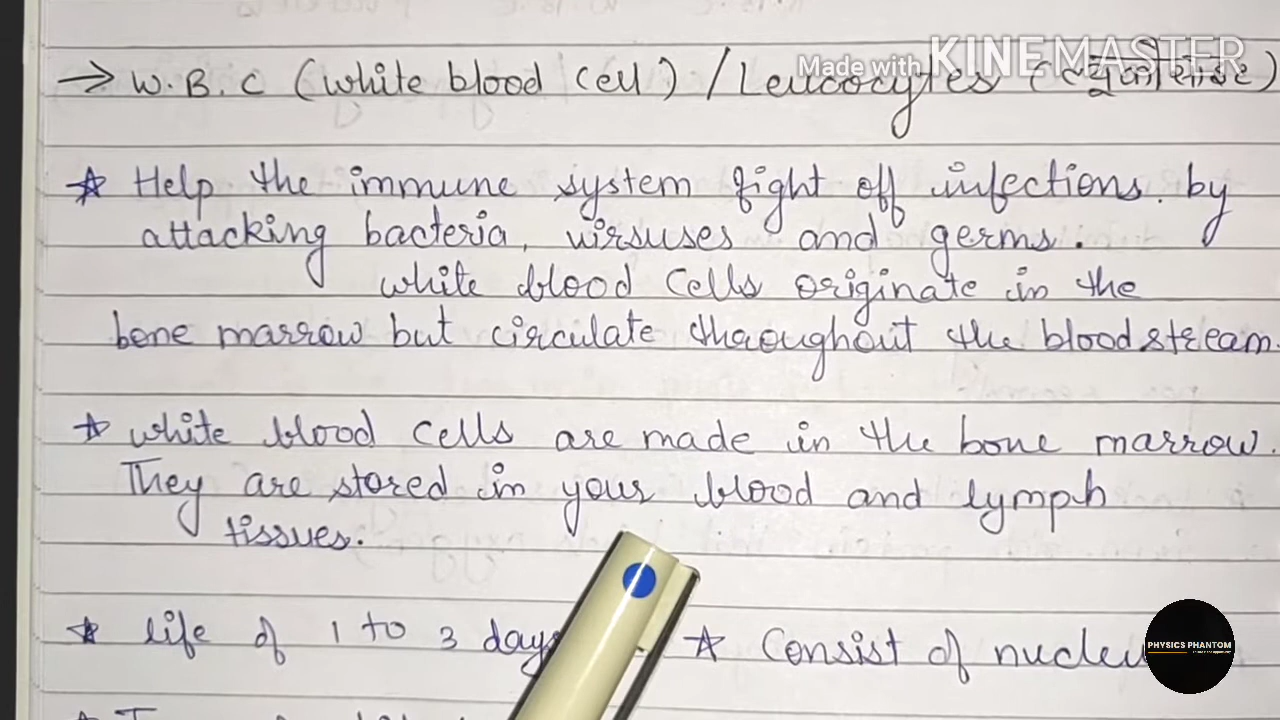 Made with KINEMASTER
→ W.B.C (White blood Cell) / Leucocytes (ल्यूकोसाइट)
☆ Help the immune system fight off infections. by
attacking bacteria, virsuses and germs.
white blood Cells originate in the
bone marrow but circulate throughout the bloodstream.
☆ White blood Cells are made in the bone marrow.
They are stored in your blood and lymph
tissues.
☆ life of 1 to 3 days ☆ Consist of
PHYSICS PHANTOM